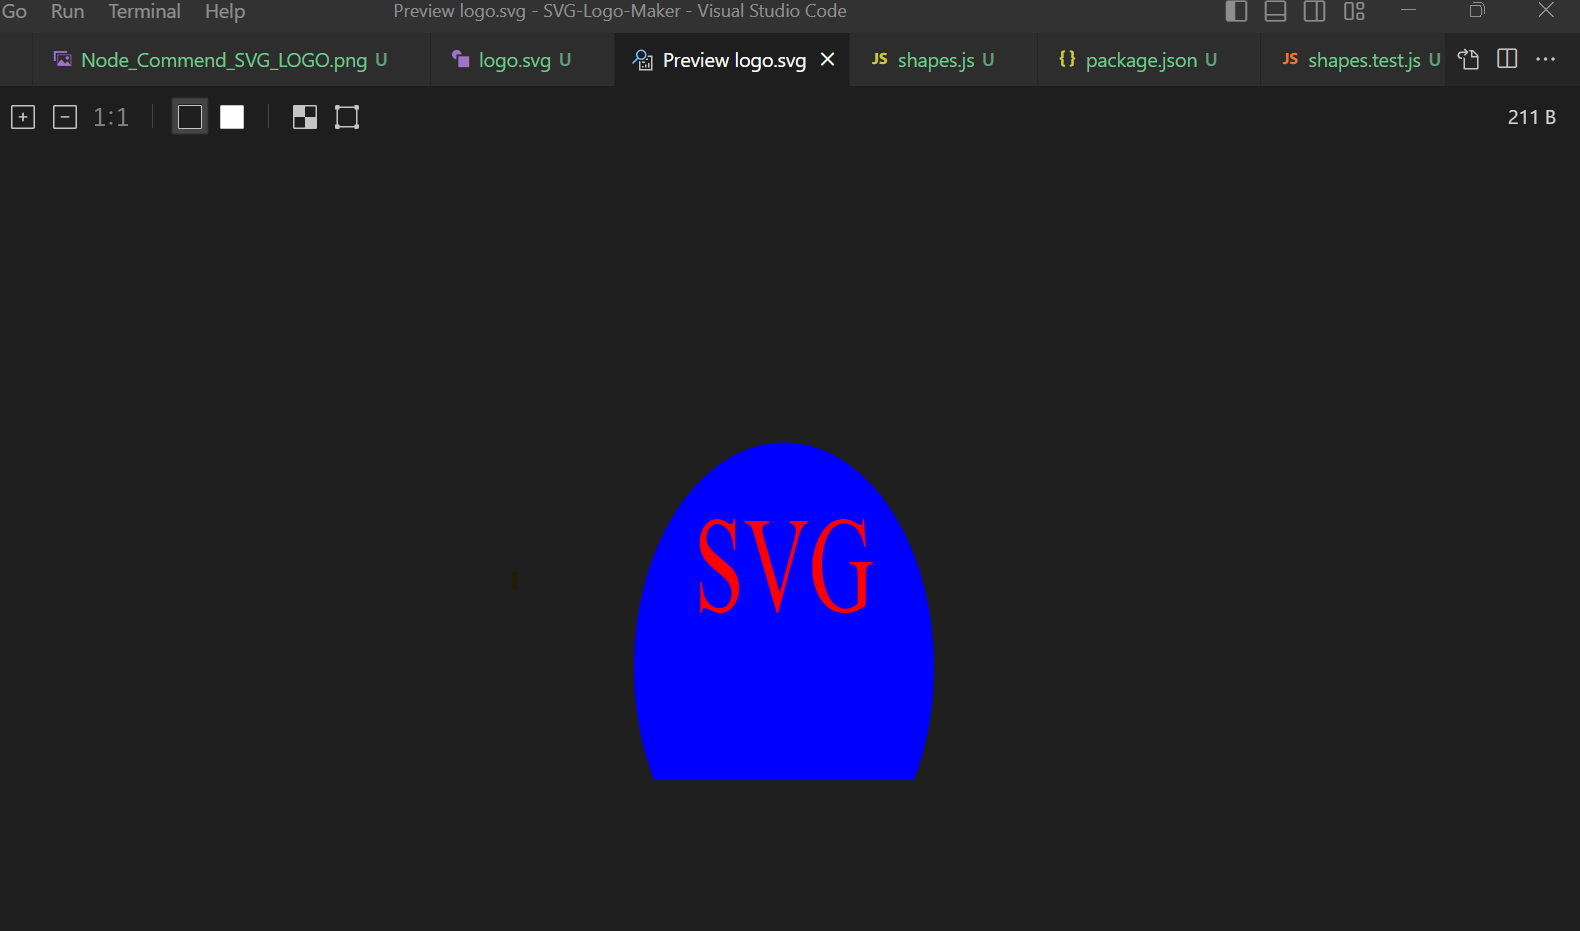 Go Run Terminal Help Preview logo.svg - SVG-Logo-Maker - Visual Studio Code
Node_Commend_SVG_LOGO.png U logo.svg U Preview logo.svg JS shapes.js U {} package.json U JS shapes.test.js U
1:1 211 B
SVG